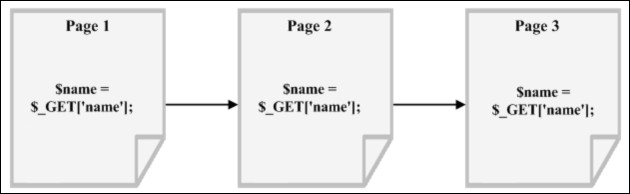 Page 1
$name =
$_GET['name'];
Page 2
$name =
$_GET['name'];
Page 3
$name =
$_GET['name'];